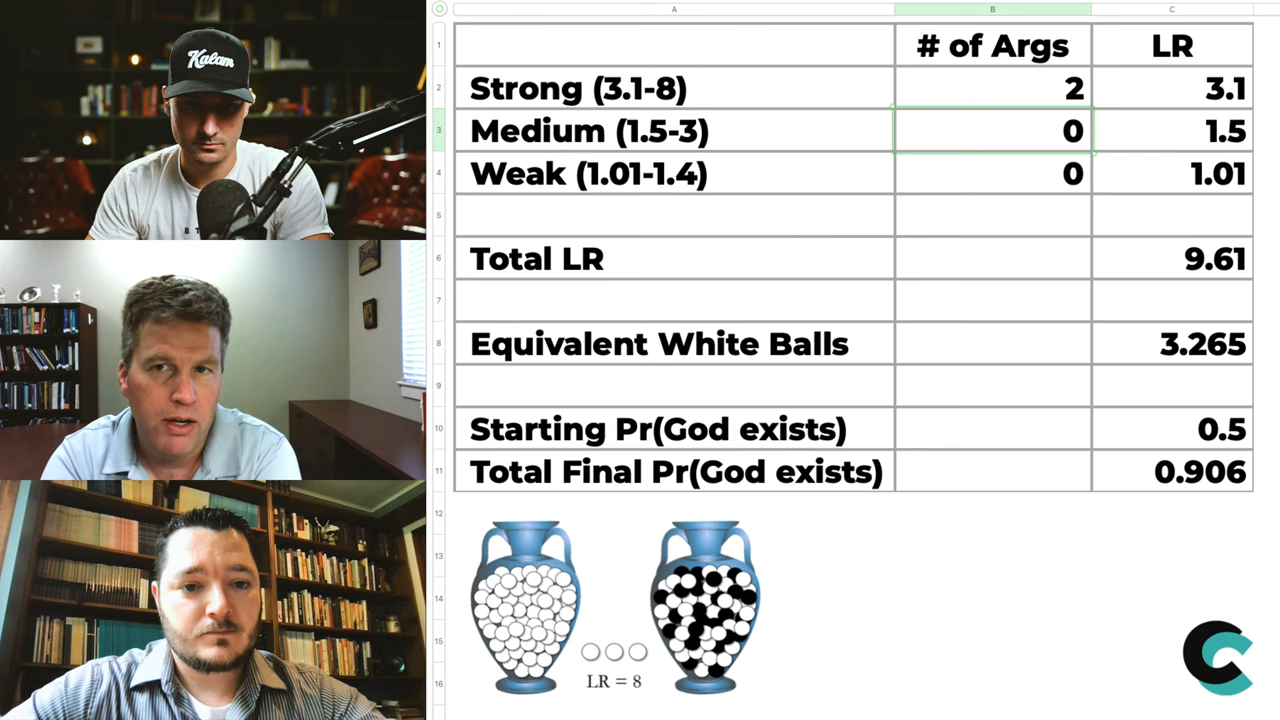 Kalam
A B C
1 # of Args LR
2 Strong (3.1-8) 2 3.1
3 Medium (1.5-3) 0 1.5
4 Weak (1.01-1.4) 0 1.01
5
6 Total LR 9.61
7
8 Equivalent White Balls 3.265
9
10 Starting Pr(God exists) 0.5
11 Total Final Pr(God exists) 0.906
12
13
14
15
16
LR = 8